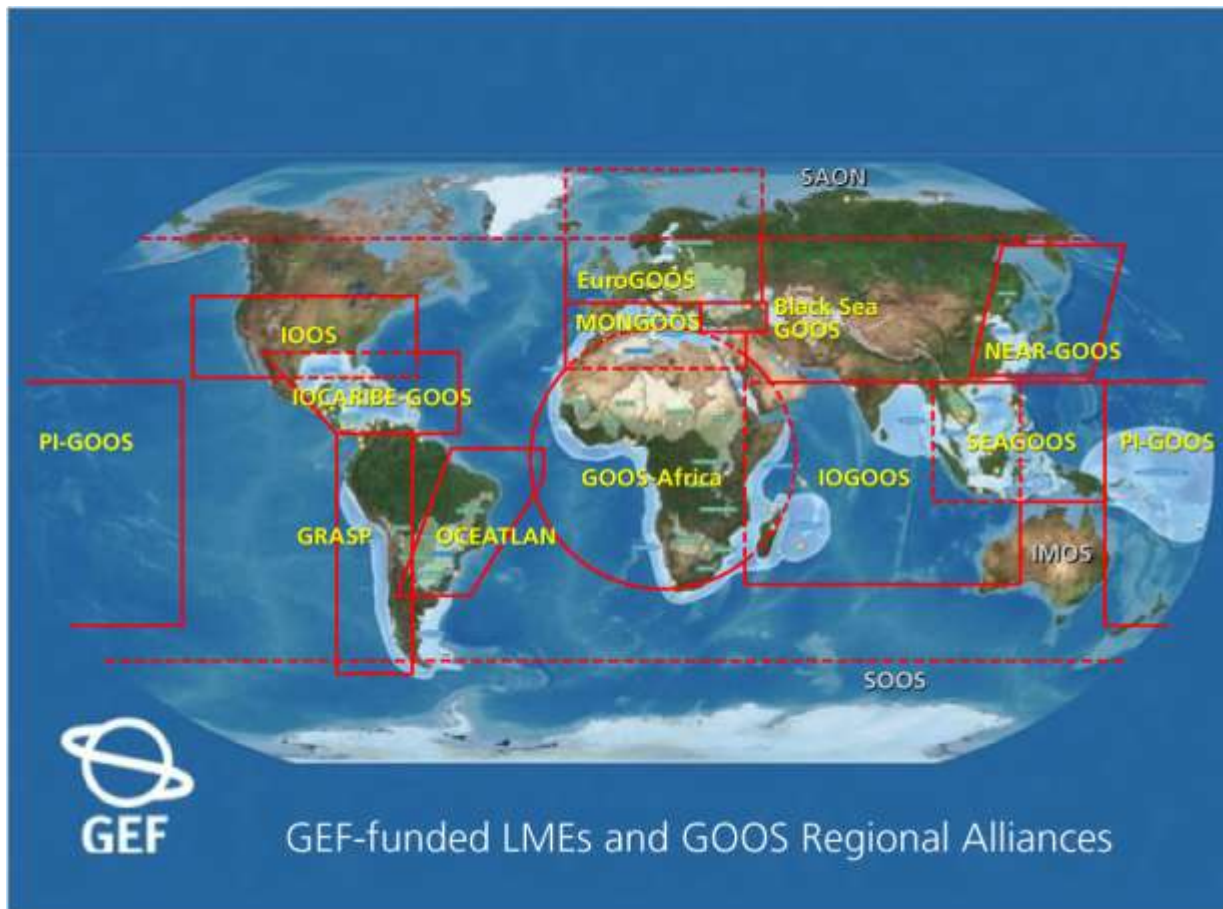 SAON
EuroGOOS
Black Sea
GOOS
MONGOOS
IOOS
NEAR-GOOS
IOCARIBE-GOOS
PI-GOOS
SEAGOOS
PI-GOOS
GOOS-Africa
IOGOOS
GRASP
OCEATLAN
IMOS
SOOS
GEF
GEF-funded LMEs and GOOS Regional Alliances